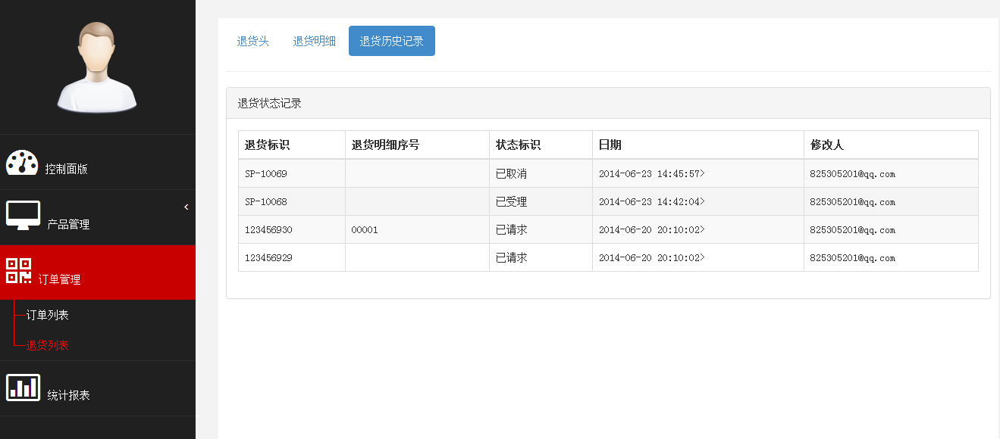 控制面版
产品管理
订单管理
订单列表
退货列表
统计报表
退货头 退货明细 退货历史记录
退货状态记录
退货标识 退货明细序号 状态标识 日期 修改人
SP-10069 已取消 2014-06-23 14:45:57> 825305201@qq.com
SP-10068 已受理 2014-06-23 14:42:04> 825305201@qq.com
123456930 00001 已请求 2014-06-20 20:10:02> 825305201@qq.com
123456929 已请求 2014-06-20 20:10:02> 825305201@qq.com